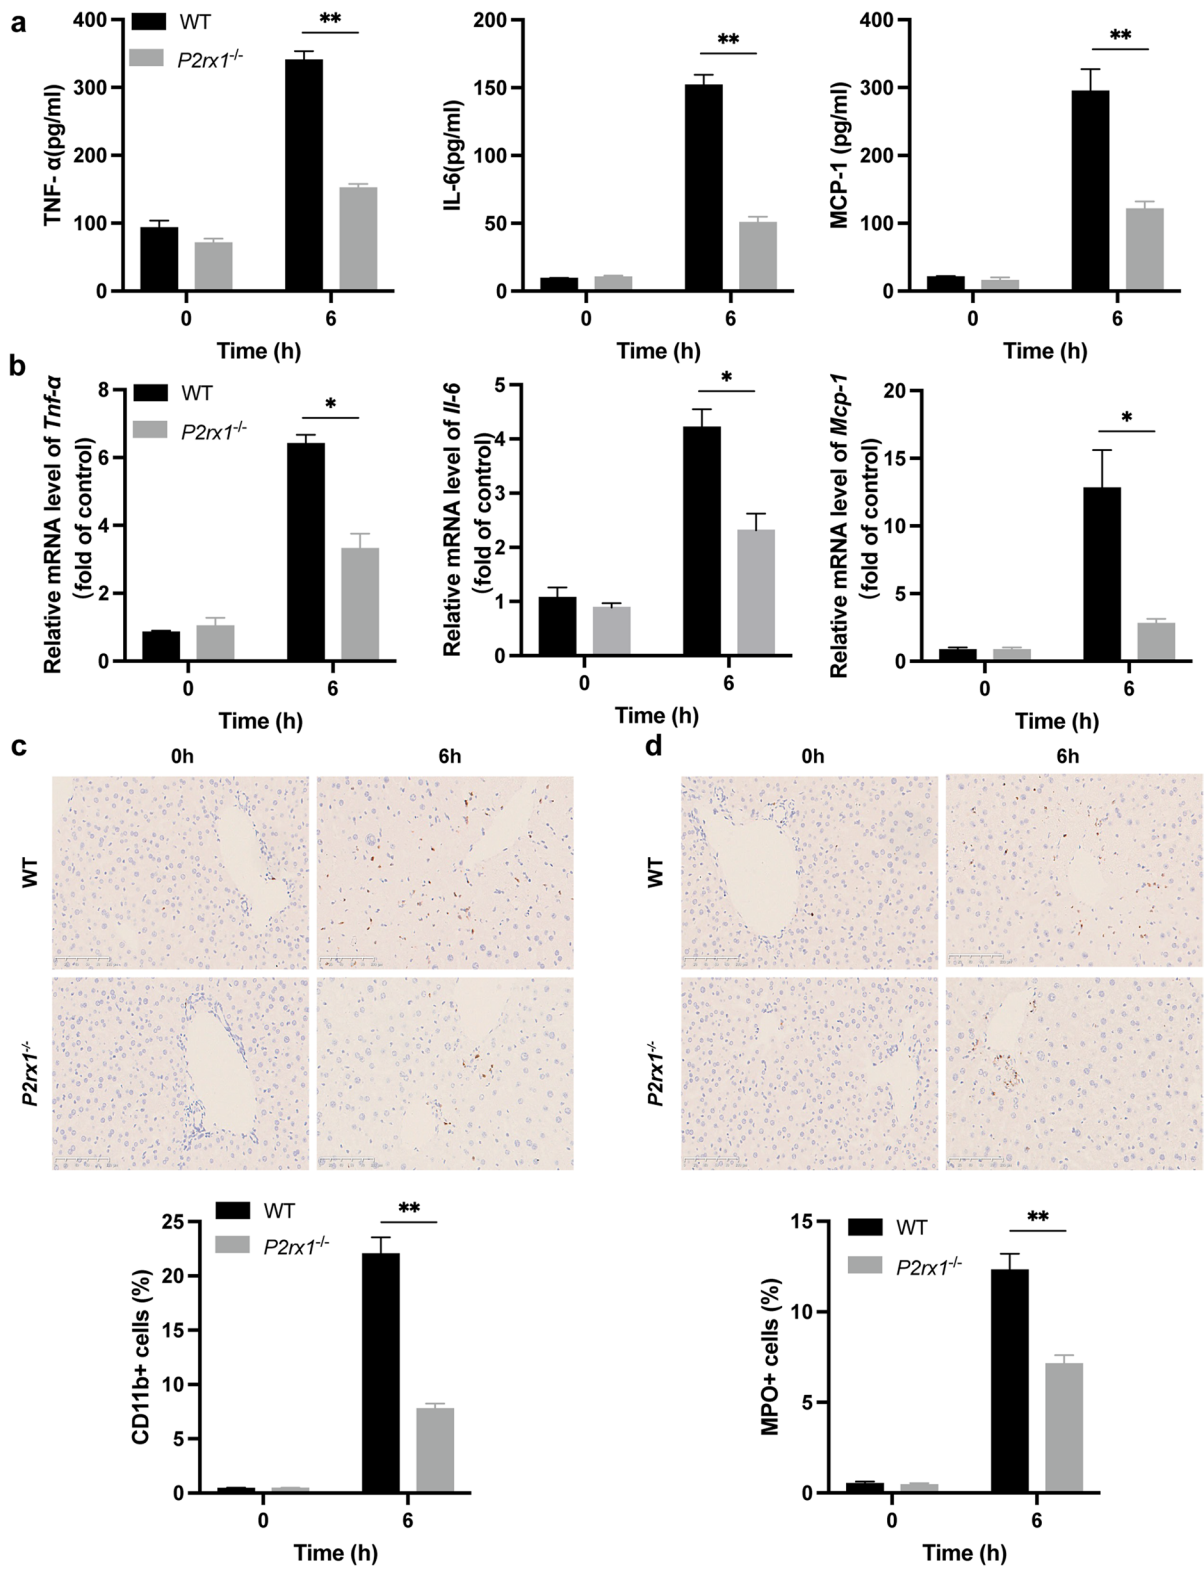 a
WT
P2rx1-/-
TNF- α(pg/ml)
400
300
200
100
0
**
0
6
Time (h)
IL-6(pg/ml)
200
150
100
50
0
**
0
6
Time (h)
MCP-1 (pg/ml)
400
300
200
100
0
**
0
6
Time (h)
b
WT
P2rx1-/-
Relative mRNA level of Tnf-α
(fold of control)
8
6
4
2
0
*
0
6
Time (h)
Relative mRNA level of Il-6
(fold of control)
5
4
3
2
1
0
*
0
6
Time (h)
Relative mRNA level of Mcp-1
(fold of control)
20
15
10
5
0
*
0
6
Time (h)
c
0h
6h
WT
P2rx1-/-
WT
P2rx1-/-
CD11b+ cells (%)
25
20
15
10
5
0
**
0
6
Time (h)
d
0h
6h
WT
P2rx1-/-
WT
P2rx1-/-
MPO+ cells (%)
15
10
5
0
**
0
6
Time (h)